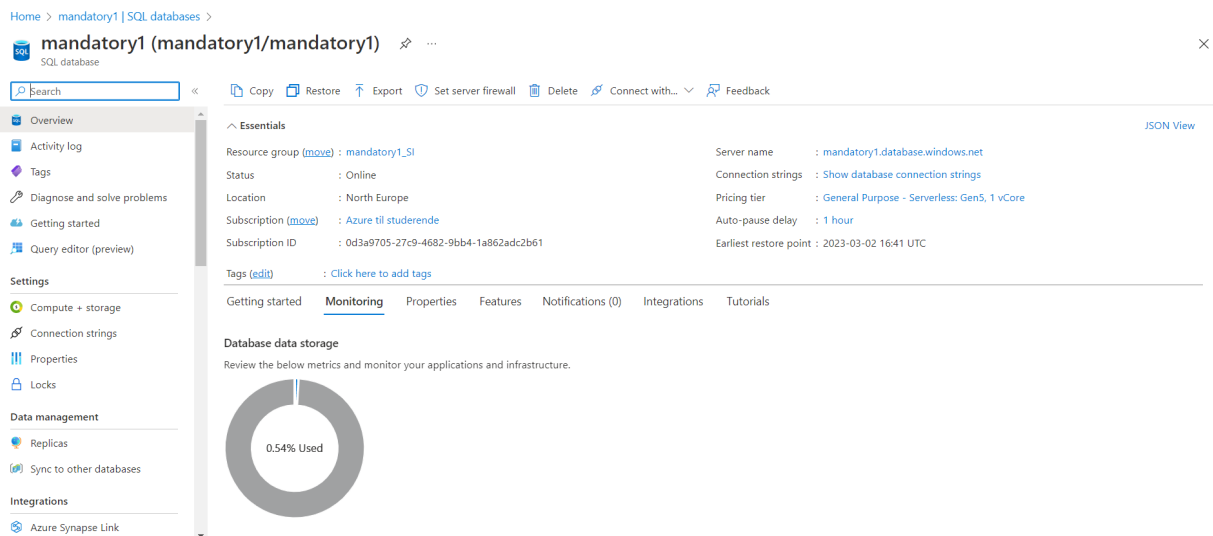 Home > mandatory1 | SQL databases >
mandatory1 (mandatory1/mandatory1) ...
SQL
SQL database
Search «
Copy Restore Export Set server firewall Delete Connect with... Feedback
Overview
Activity log
Tags
Diagnose and solve problems
Getting started
Query editor (preview)
Settings
Compute + storage
Connection strings
Properties
Locks
Data management
Replicas
Sync to other databases
Integrations
Azure Synapse Link
Essentials JSON View
Resource group (move) : mandatory1_SI
Status : Online
Location : North Europe
Subscription (move) : Azure til studerende
Subscription ID : 0d3a9705-27c9-4682-9bb4-1a862adc2b61
Server name : mandatory1.database.windows.net
Connection strings : Show database connection strings
Pricing tier : General Purpose - Serverless: Gen5, 1 vCore
Auto-pause delay : 1 hour
Earliest restore point : 2023-03-02 16:41 UTC
Tags (edit) : Click here to add tags
Getting started Monitoring Properties Features Notifications (0) Integrations Tutorials
Database data storage
Review the below metrics and monitor your applications and infrastructure.
0.54% Used